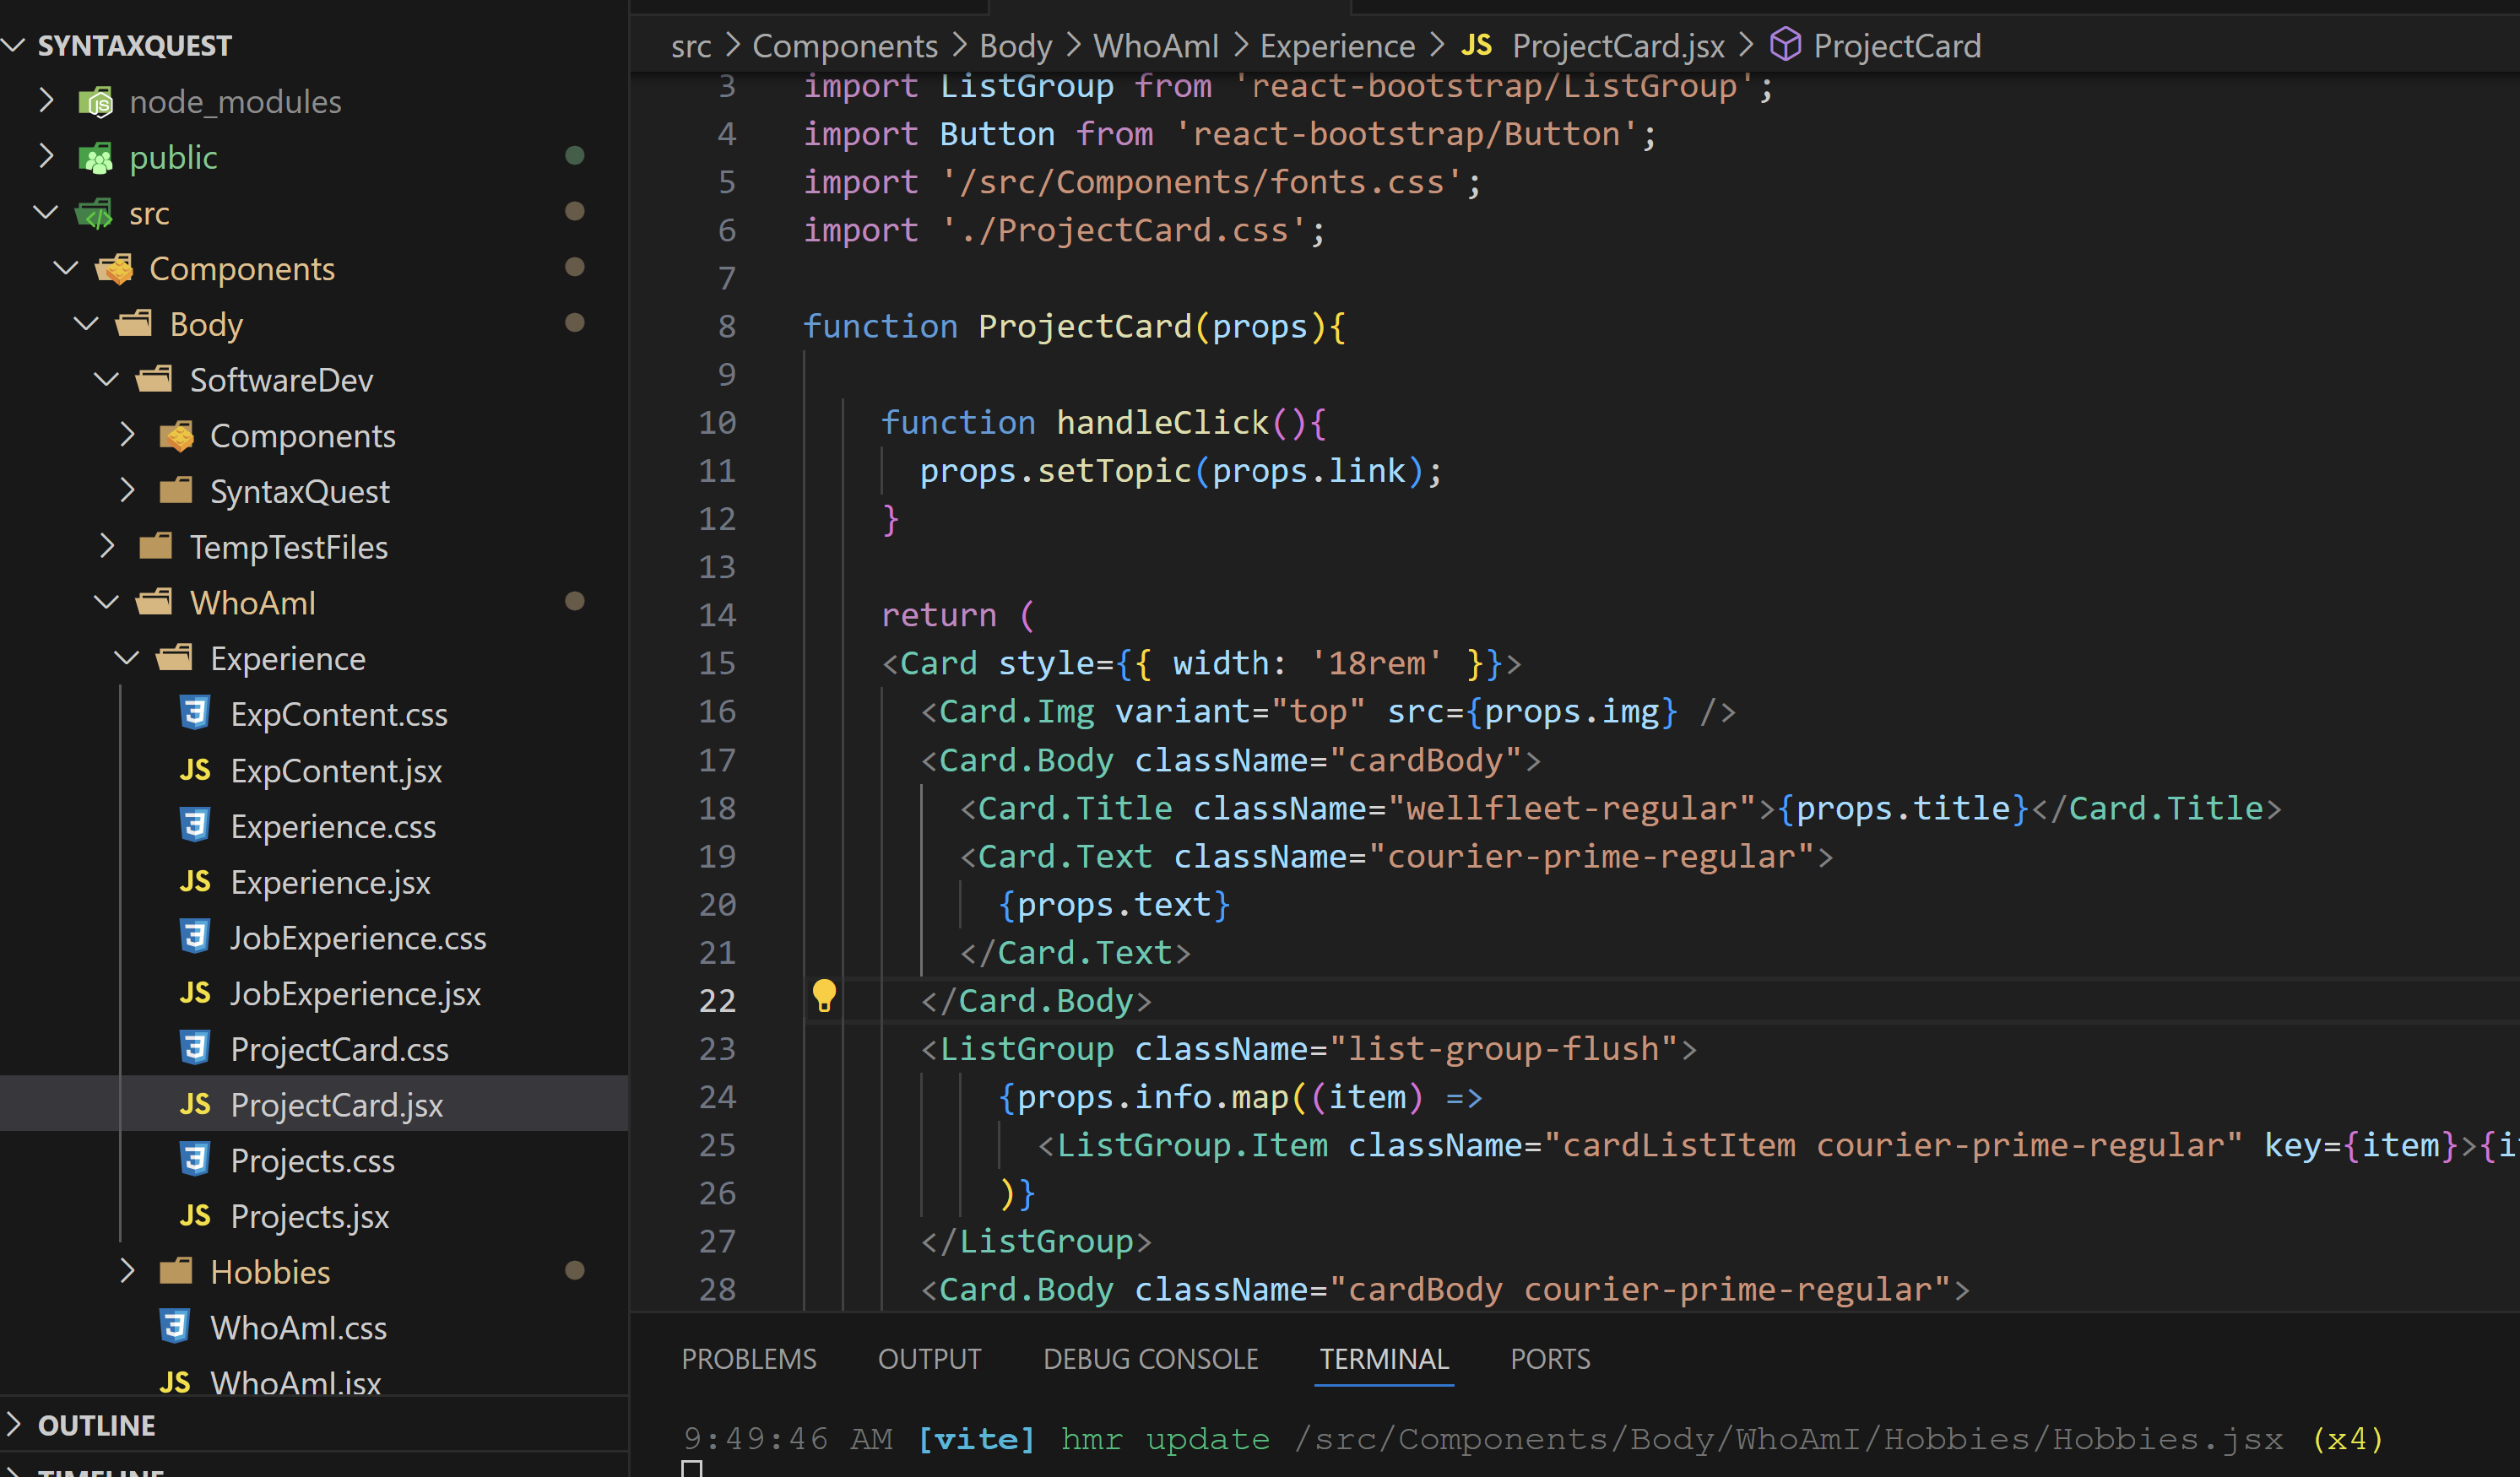 SYNTAXQUEST
node_modules
public
src
Components
Body
SoftwareDev
Components
SyntaxQuest
TempTestFiles
WhoAmI
Experience
ExpContent.css
JS ExpContent.jsx
Experience.css
JS Experience.jsx
JobExperience.css
JS JobExperience.jsx
ProjectCard.css
JS ProjectCard.jsx
Projects.css
JS Projects.jsx
Hobbies
WhoAmI.css
JS WhoAmI.jsx
OUTLINE
TIMELINE
src > Components > Body > WhoAmI > Experience > JS ProjectCard.jsx > ProjectCard
3 import ListGroup from 'react-bootstrap/ListGroup';
4 import Button from 'react-bootstrap/Button';
5 import '/src/Components/fonts.css';
6 import './ProjectCard.css';
7
8 function ProjectCard(props){
9
10 function handleClick(){
11 props.setTopic(props.link);
12 }
13
14 return (
15 <Card style={{ width: '18rem' }}>
16 <Card.Img variant="top" src={props.img} />
17 <Card.Body className="cardBody">
18 <Card.Title className="wellfleet-regular">{props.title}</Card.Title>
19 <Card.Text className="courier-prime-regular">
20 {props.text}
21 </Card.Text>
22 </Card.Body>
23 <ListGroup className="list-group-flush">
24 {props.info.map((item) =>
25 <ListGroup.Item className="cardListItem courier-prime-regular" key={item}>{i
26 )}
27 </ListGroup>
28 <Card.Body className="cardBody courier-prime-regular">
PROBLEMS OUTPUT DEBUG CONSOLE TERMINAL PORTS
9:49:46 AM [vite] hmr update /src/Components/Body/WhoAmI/Hobbies/Hobbies.jsx (x4)